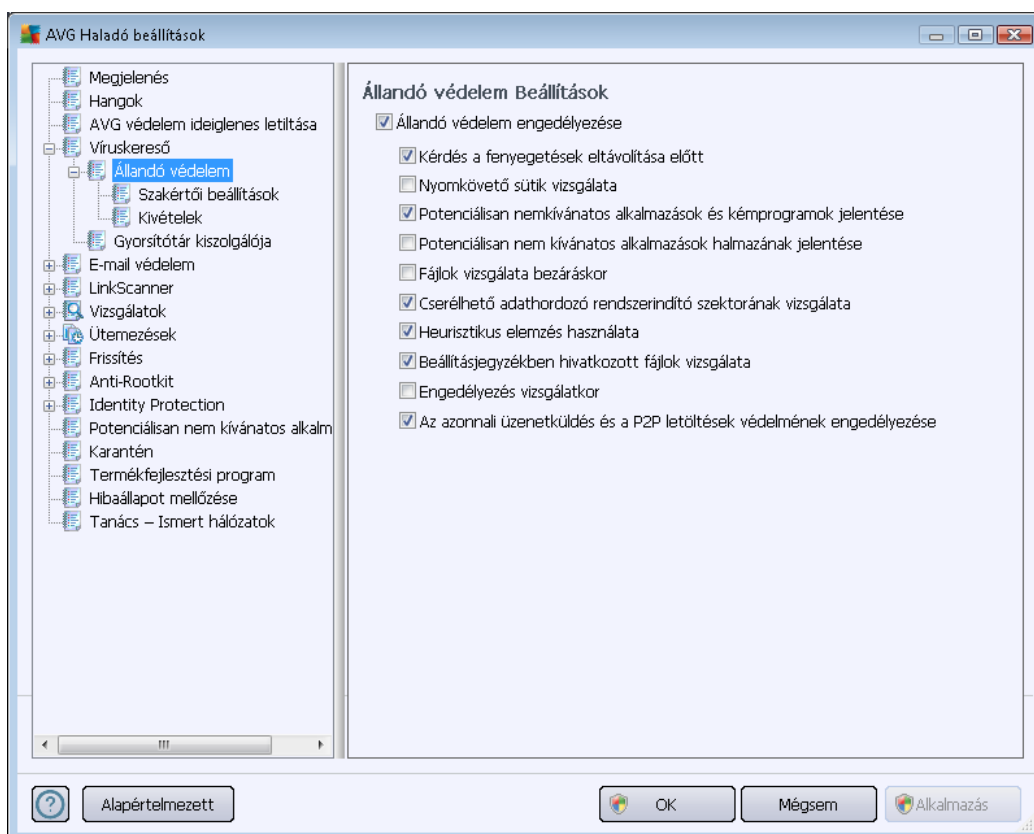 AVG Haladó beállítások
Megjelenés
Hangok
AVG védelem ideiglenes letiltása
Víruskereső
Állandó védelem
Szakértői beállítások
Kivételek
Gyorsítótár kiszolgálója
E-mail védelem
LinkScanner
Vizsgálatok
Ütemezések
Frissítés
Anti-Rootkit
Identity Protection
Potenciálisan nem kívánatos alkalm
Karantén
Termékfejlesztési program
Hibaállapot mellőzése
Tanács – Ismert hálózatok
Állandó védelem Beállítások
Állandó védelem engedélyezése
Kérdés a fenyegetések eltávolítása előtt
Nyomkövető sütik vizsgálata
Potenciálisan nemkívánatos alkalmazások és kémprogramok jelentése
Potenciálisan nem kívánatos alkalmazások halmazának jelentése
Fájlok vizsgálata bezáráskor
Cserélhető adathordozó rendszerindító szektorának vizsgálata
Heurisztikus elemzés használata
Beállításjegyzékben hivatkozott fájlok vizsgálata
Engedélyezés vizsgálatkor
Az azonnali üzenetküldés és a P2P letöltések védelmének engedélyezése
Alapértelmezett
OK
Mégsem
Alkalmazás